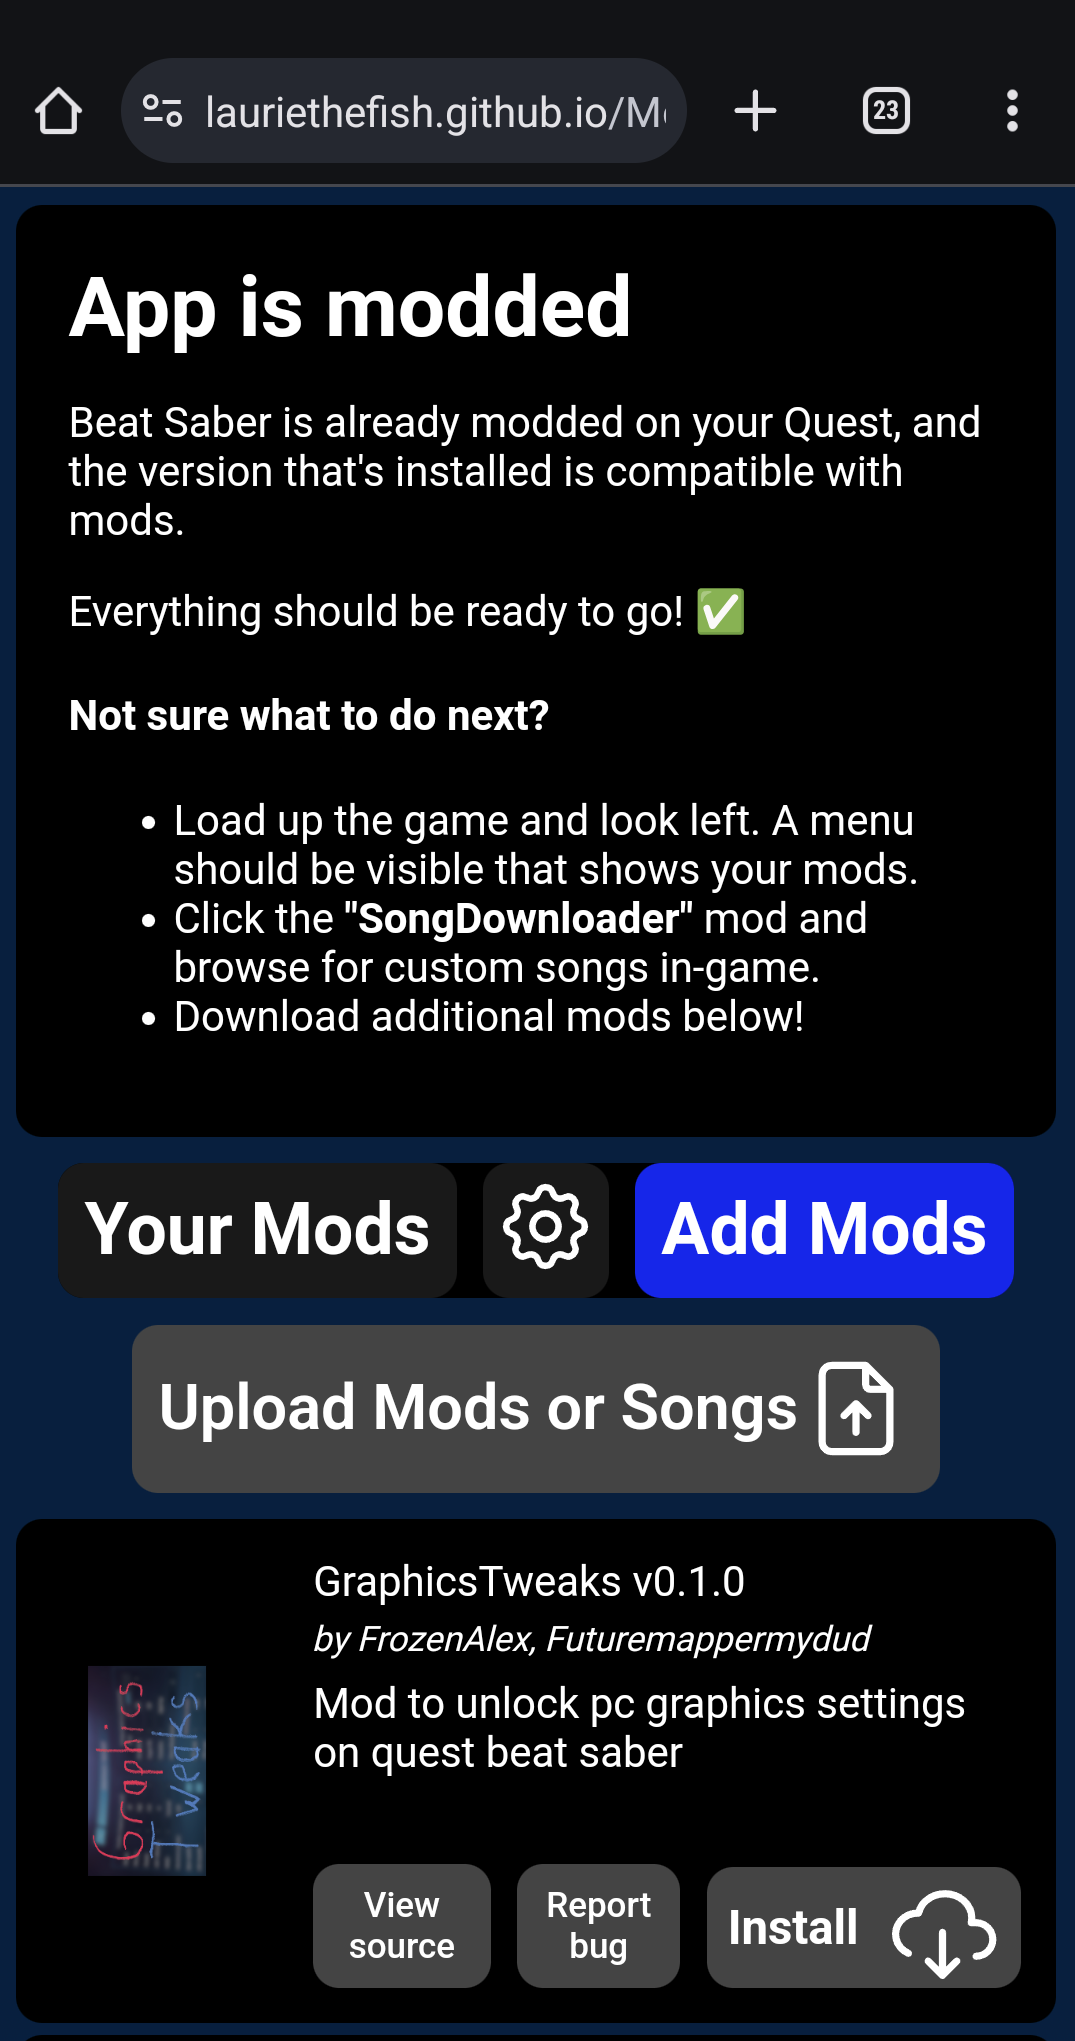 lauriethefish.github.io/M
23
App is modded
Beat Saber is already modded on your Quest, and
the version that's installed is compatible with
mods.
Everything should be ready to go! ✅
Not sure what to do next?
• Load up the game and look left. A menu
should be visible that shows your mods.
• Click the "SongDownloader" mod and
browse for custom songs in-game.
• Download additional mods below!
Your Mods
Add Mods
Upload Mods or Songs
GraphicsTweaks v0.1.0
by FrozenAlex, Futuremappermydud
Mod to unlock pc graphics settings
on quest beat saber
Graphics
Tweaks
View
source
Report
bug
Install